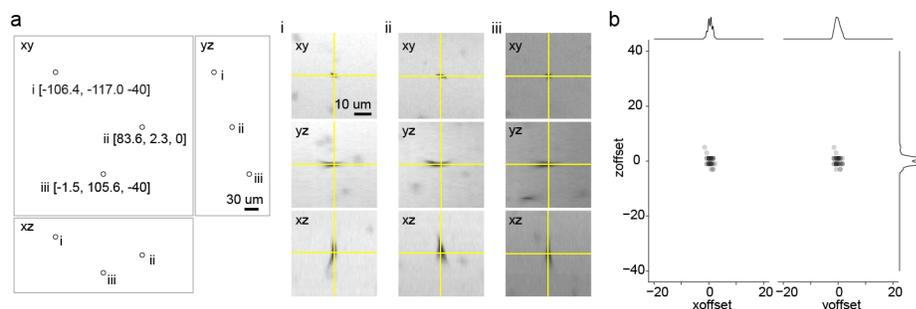 a
xy
i [-106.4, -117.0 -40]
ii [83.6, 2.3, 0]
iii [-1.5, 105.6, -40]
yz
i
ii
iii
30 um
xz
i
ii
iii
i
ii
iii
xy
10 um
xy
xy
yz
yz
yz
xz
xz
xz
b
40
20
0
-20
-40
zoffset
-20
0
20
-20
0
20
xoffset
yoffset